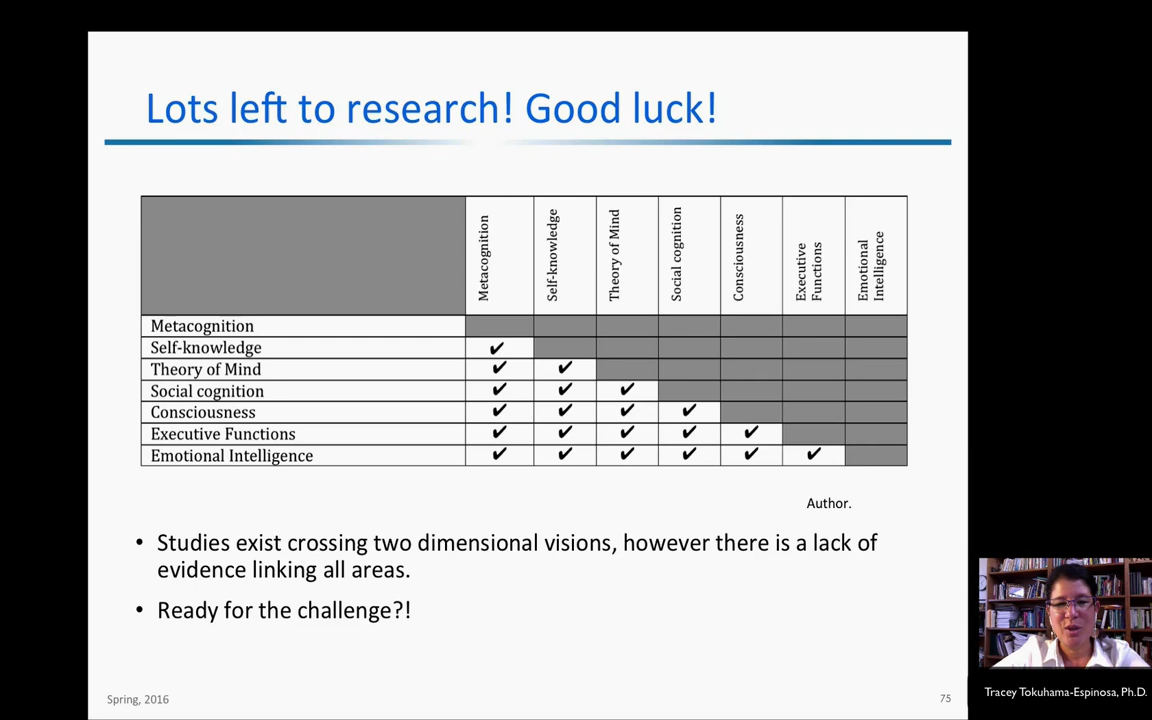 Lots left to research! Good luck!
Metacognition
Self-knowledge
Theory of Mind
Social cognition
Consciousness
Executive
Functions
Emotional
Intelligence
Metacognition
Self-knowledge ✔
Theory of Mind ✔ ✔
Social cognition ✔ ✔ ✔
Consciousness ✔ ✔ ✔ ✔
Executive Functions ✔ ✔ ✔ ✔ ✔
Emotional Intelligence ✔ ✔ ✔ ✔ ✔ ✔
Author.
• Studies exist crossing two dimensional visions, however there is a lack of
evidence linking all areas.
• Ready for the challenge?!
Spring, 2016
75
Tracey Tokuhama-Espinosa, Ph.D.